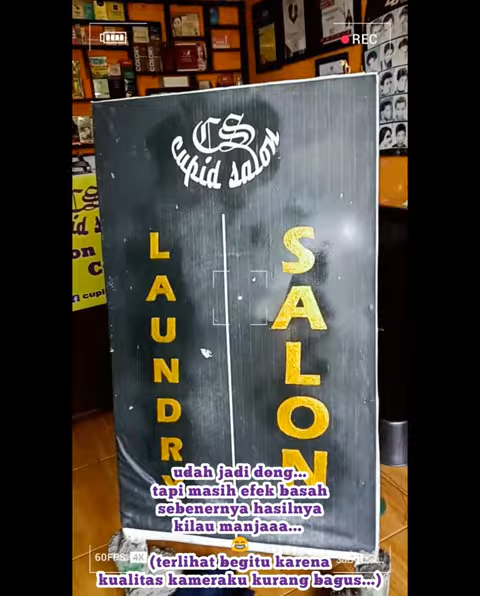 REC
CS
cupid salon
LAUNDRY
SALON
udah jadi dong...
tapi masih efek basah
sebenernya hasilnya
kilau manjaaa...
(terlihat begitu karena
kualitas kameraku kurang bagus...)
60FPS 4K